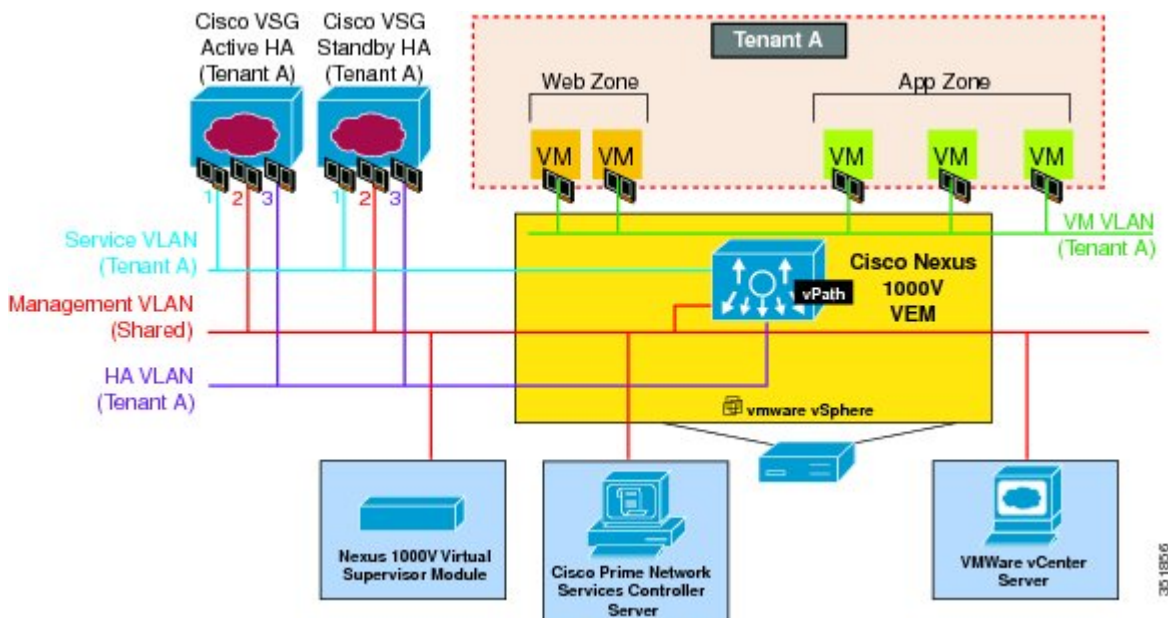 Cisco VSG
Active HA
(Tenant A)
Cisco VSG
Standby HA
(Tenant A)
Tenant A
Web Zone
App Zone
VM
VM
VM
VM
VM
1
2
3
1
2
3
Service VLAN
(Tenant A)
VM VLAN
(Tenant A)
Cisco Nexus
1000V
VEM
vPath
Management VLAN
(Shared)
HA VLAN
(Tenant A)
vmware vSphere
Nexus 1000V Virtual
Supervisor Module
Cisco Prime Network
Services Controller
Server
VMWare vCenter
Server
351856